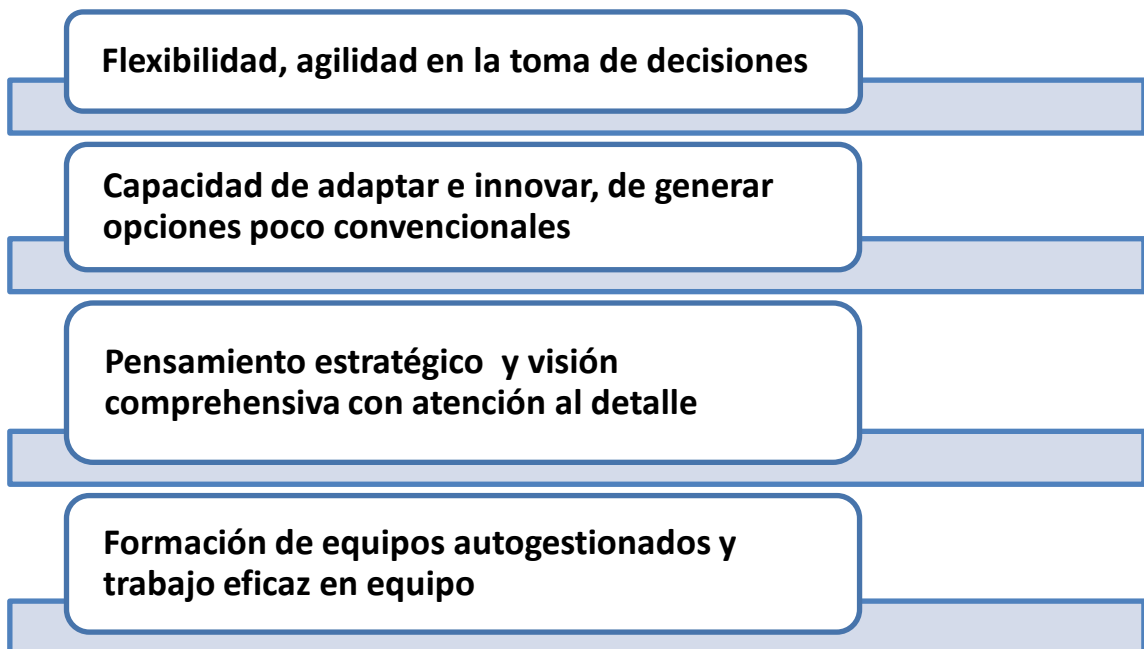 Flexibilidad, agilidad en la toma de decisiones
Capacidad de adaptar e innovar, de generar
opciones poco convencionales
Pensamiento estratégico  y visión
comprehensiva con atención al detalle
Formación de equipos autogestionados y
trabajo eficaz en equipo